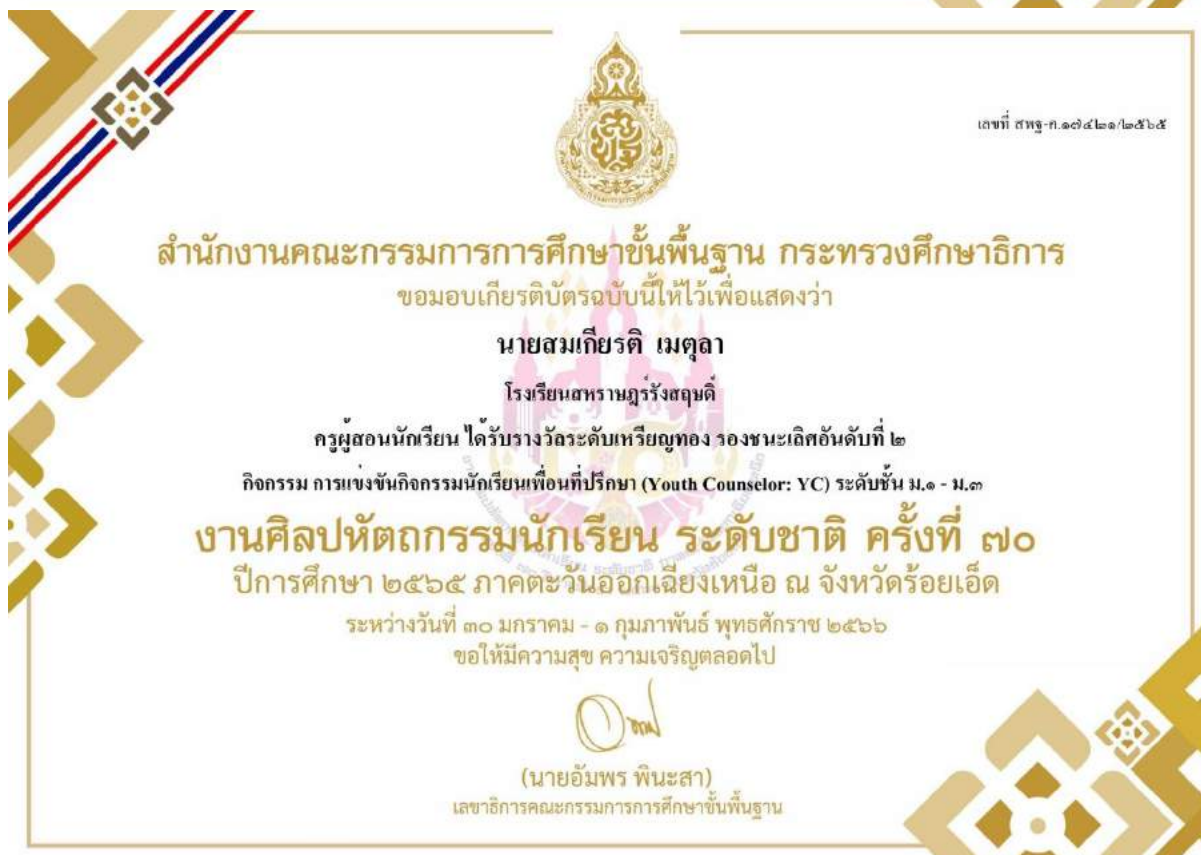 เลขที่ สพฐ-ค.๑๗๔๒๑/๒๕๖๕
สำนักงานคณะกรรมการการศึกษาขั้นพื้นฐาน กระทรวงศึกษาธิการ
ขอมอบเกียรติบัตรฉบับนี้ให้ไว้เพื่อแสดงว่า
นายสมเกียรติ เมตุลา
โรงเรียนสหราษฎร์รังสฤษดิ์
ครูผู้สอนนักเรียน ได้รับรางวัลระดับเหรียญทอง รองชนะเลิศอันดับที่ ๒
กิจกรรม การแข่งขันกิจกรรมนักเรียนเพื่อนที่ปรึกษา (Youth Counselor: YC) ระดับชั้น ม.๑ - ม.๓
งานศิลปหัตถกรรมนักเรียน ระดับชาติ ครั้งที่ ๗๐
ปีการศึกษา ๒๕๖๕ ภาคตะวันออกเฉียงเหนือ ณ จังหวัดร้อยเอ็ด
ระหว่างวันที่ ๓๐ มกราคม - ๑ กุมภาพันธ์ พุทธศักราช ๒๕๖๖
ขอให้มีความสุข ความเจริญตลอดไป
(นายอัมพร พินะสา)
เลขาธิการคณะกรรมการการศึกษาขั้นพื้นฐาน